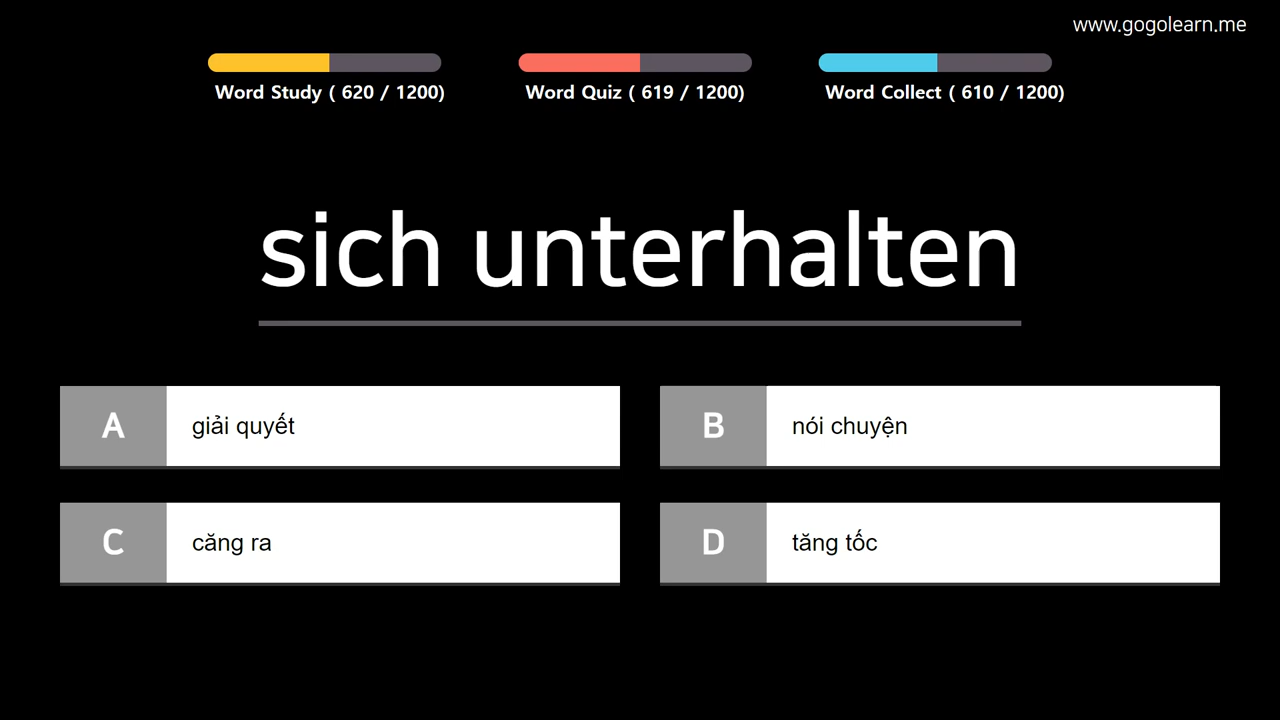 www.gogolearn.me
Word Study ( 620 / 1200)
Word Quiz ( 619 / 1200)
Word Collect ( 610 / 1200)
sich unterhalten
A giải quyết
B nói chuyện
C căng ra
D tăng tốc